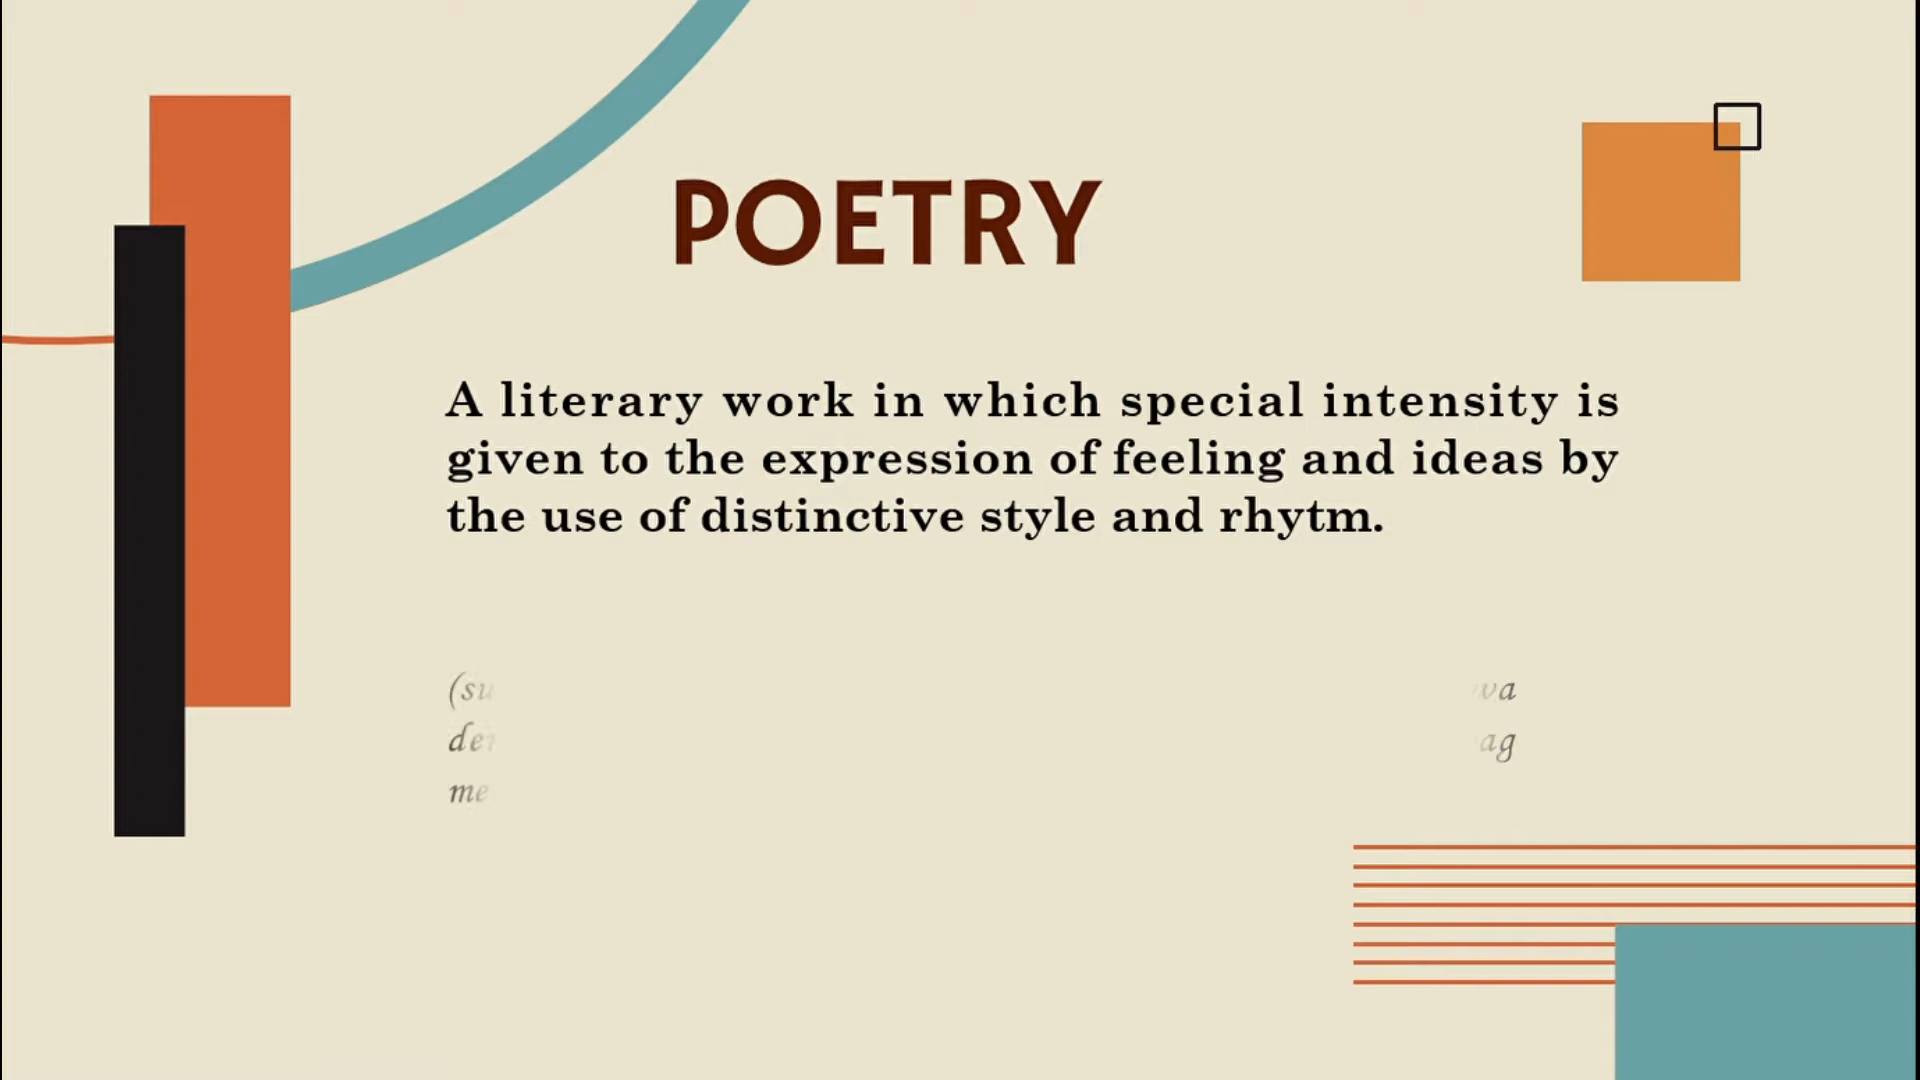 POETRY
A literary work in which special intensity is
given to the expression of feeling and ideas by
the use of distinctive style and rhytm.